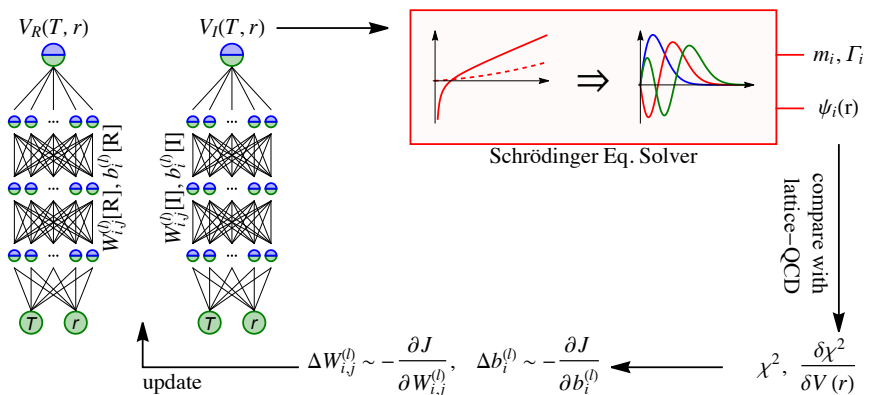 V_R(T, r)
V_I(T, r)
...
...
...
...
...
...
W_{i,j}^{(l)}[R], b_i^{(l)}[R]
W_{i,j}^{(l)}[I], b_i^{(l)}[I]
T
r
T
r
⇒
Schrödinger Eq. Solver
m_i, Γ_i
ψ_i(r)
compare with
lattice−QCD
χ², δχ²/δV(r)
ΔW_{i,j}^{(l)} ∼ −∂J/∂W_{i,j}^{(l)}, Δb_i^{(l)} ∼ −∂J/∂b_i^{(l)}
update